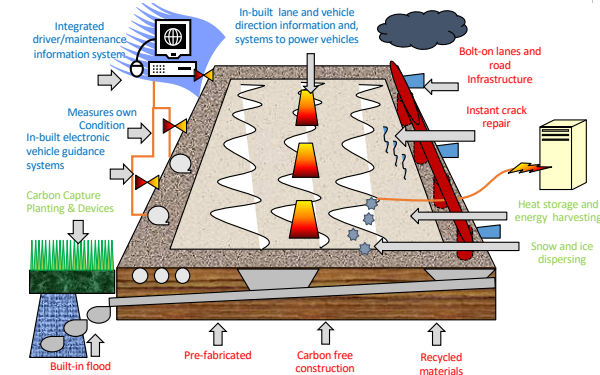 Integrated
driver/maintenance
information system
In-built lane and vehicle
direction information and,
systems to power vehicles
Bolt-on lanes and
road
Infrastructure
Measures own
Condition
In-built electronic
vehicle guidance
systems
Instant crack
repair
Carbon Capture
Planting & Devices
Heat storage and
energy harvesting
Snow and ice
dispersing
Built-in flood
Pre-fabricated
Carbon free
construction
Recycled
materials